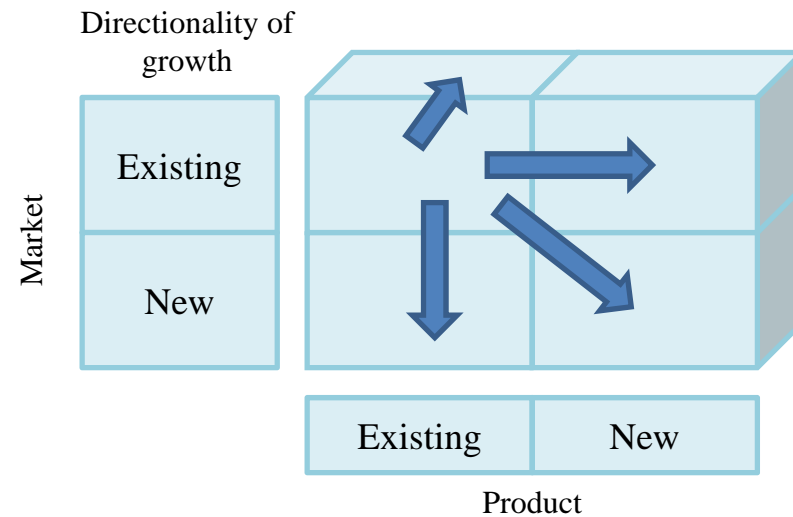 Directionality of
growth
Market
Existing
New
Existing
New
Product